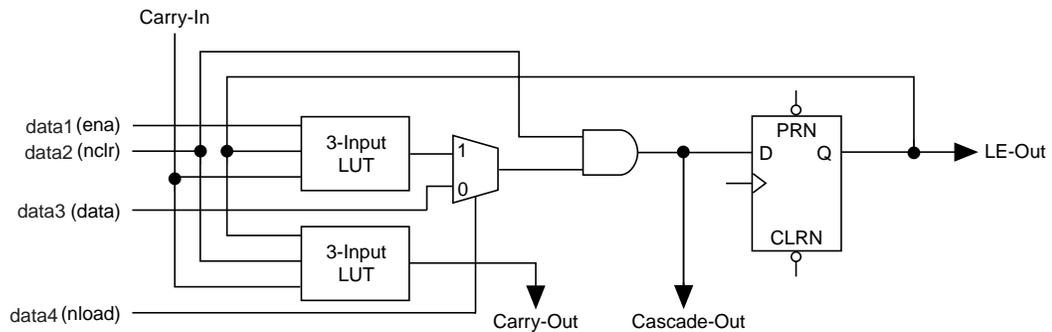 Carry-In
data1 (ena)
data2 (nclr)
3-Input
LUT
1
0
PRN
D
Q
CLRN
LE-Out
data3 (data)
3-Input
LUT
data4 (nload)
Carry-Out
Cascade-Out